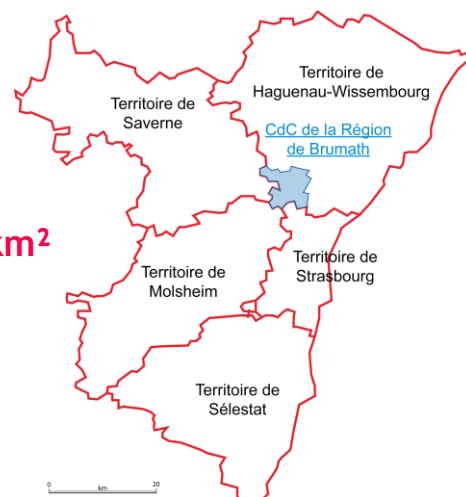 Territoire de
Haguenau-Wissembourg
Territoire de
Saverne
CdC de la Région
de Brumath
km²
Territoire de
Strasbourg
Territoire de
Molsheim
Territoire de
Sélestat
0 km 20